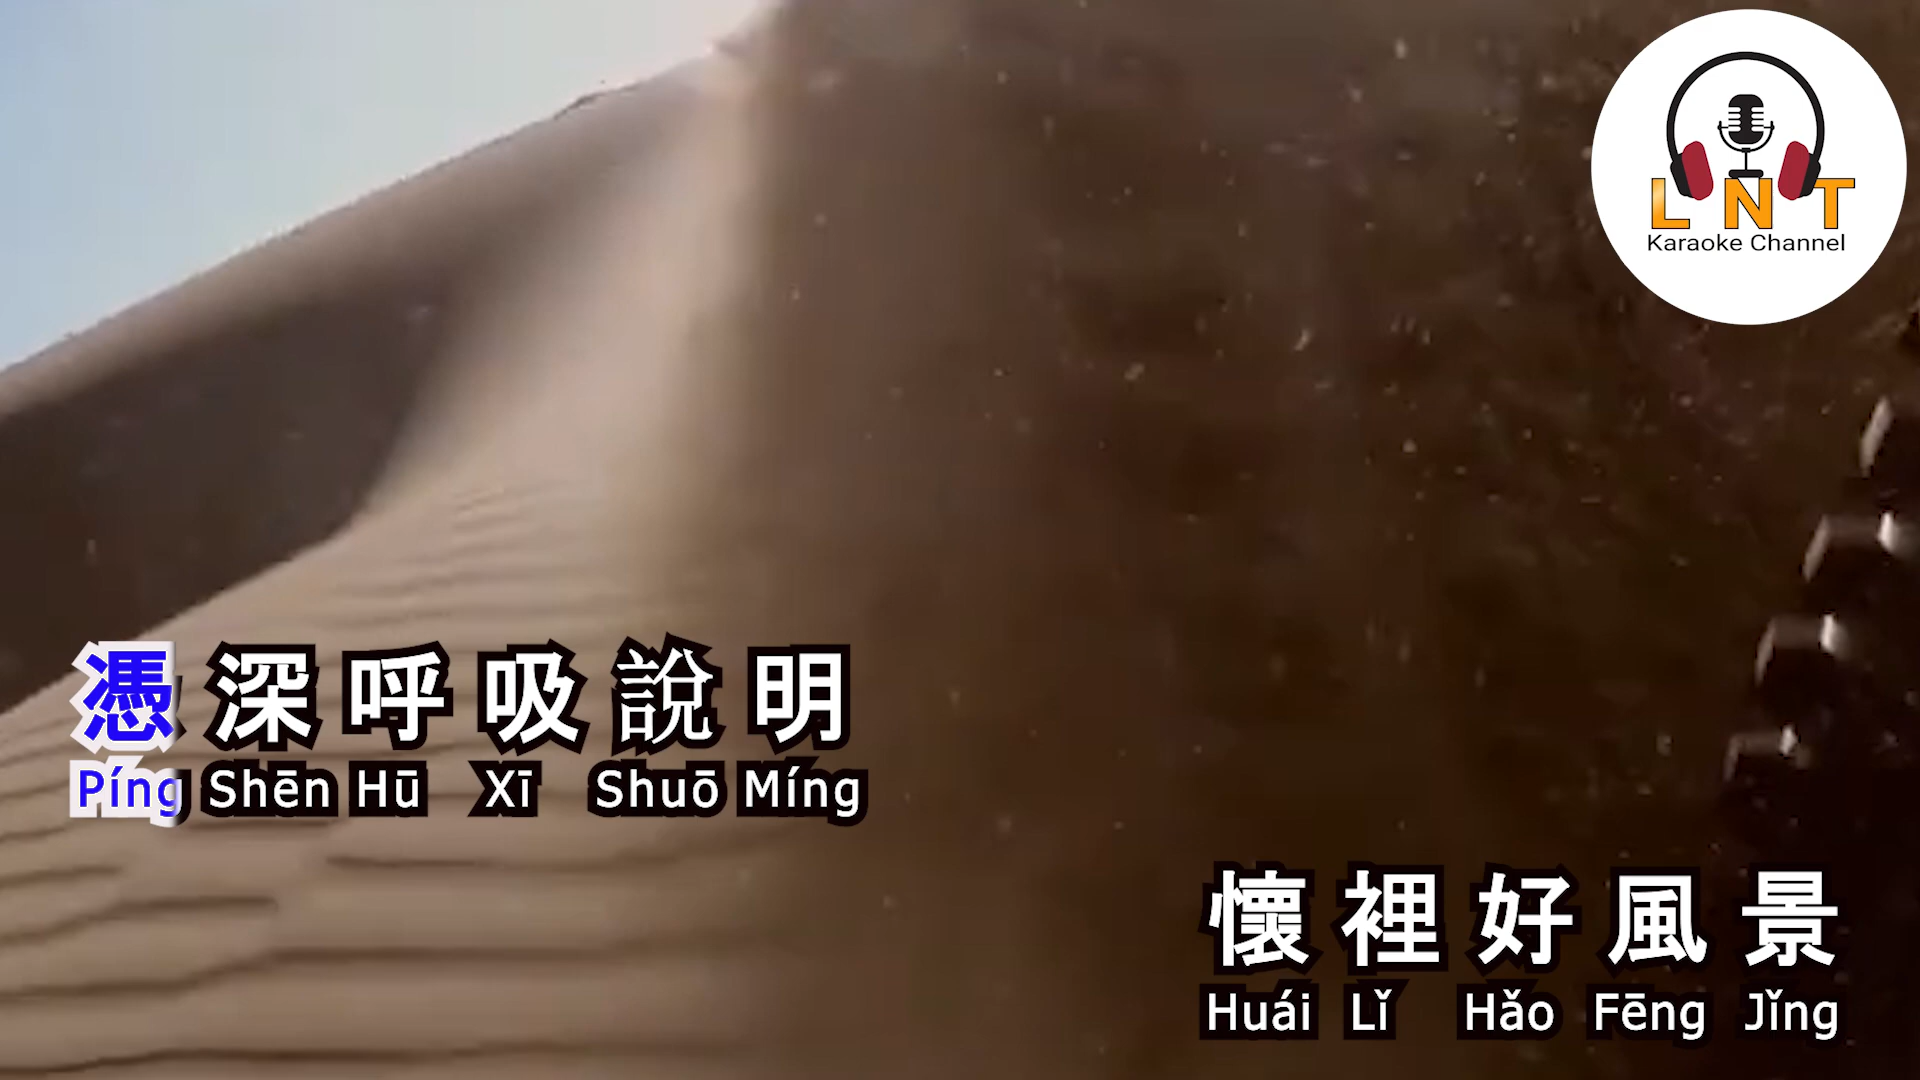 L N T
Karaoke Channel
憑深呼吸說明
Píng Shēn Hū Xī Shuō Míng
懷裡好風景
Huái Lǐ Hǎo Fēng Jǐng